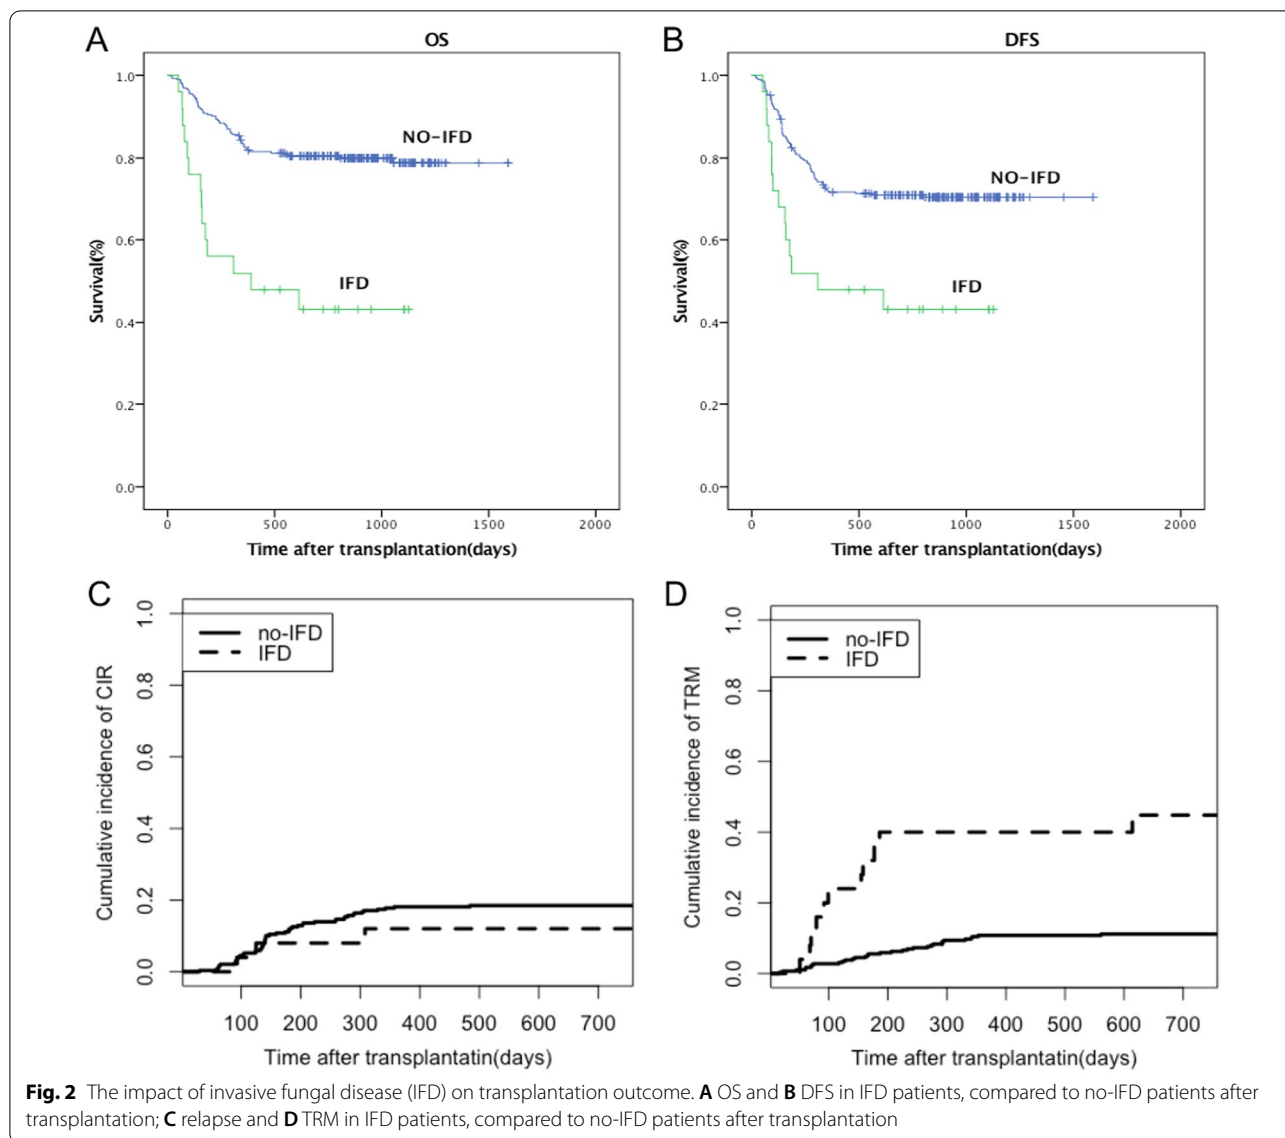 A
OS
1.0
0.8
0.6
0.4
0.2
0.0
Survival(%)
NO-IFD
IFD
0 500 1000 1500 2000
Time after transplantation(days)
B
DFS
1.0
0.8
0.6
0.4
0.2
0.0
Survival(%)
NO-IFD
IFD
0 500 1000 1500 2000
Time after transplantation(days)
C
1.0
0.8
0.6
0.4
0.2
0.0
Cumulative incidence of CIR
no-IFD
IFD
100 200 300 400 500 600 700
Time after transplantatin(days)
D
1.0
0.8
0.6
0.4
0.2
0.0
Cumulative incidence of TRM
no-IFD
IFD
100 200 300 400 500 600 700
Time after transplantatin(days)
Fig. 2 The impact of invasive fungal disease (IFD) on transplantation outcome. A OS and B DFS in IFD patients, compared to no-IFD patients after
transplantation; C relapse and D TRM in IFD patients, compared to no-IFD patients after transplantation